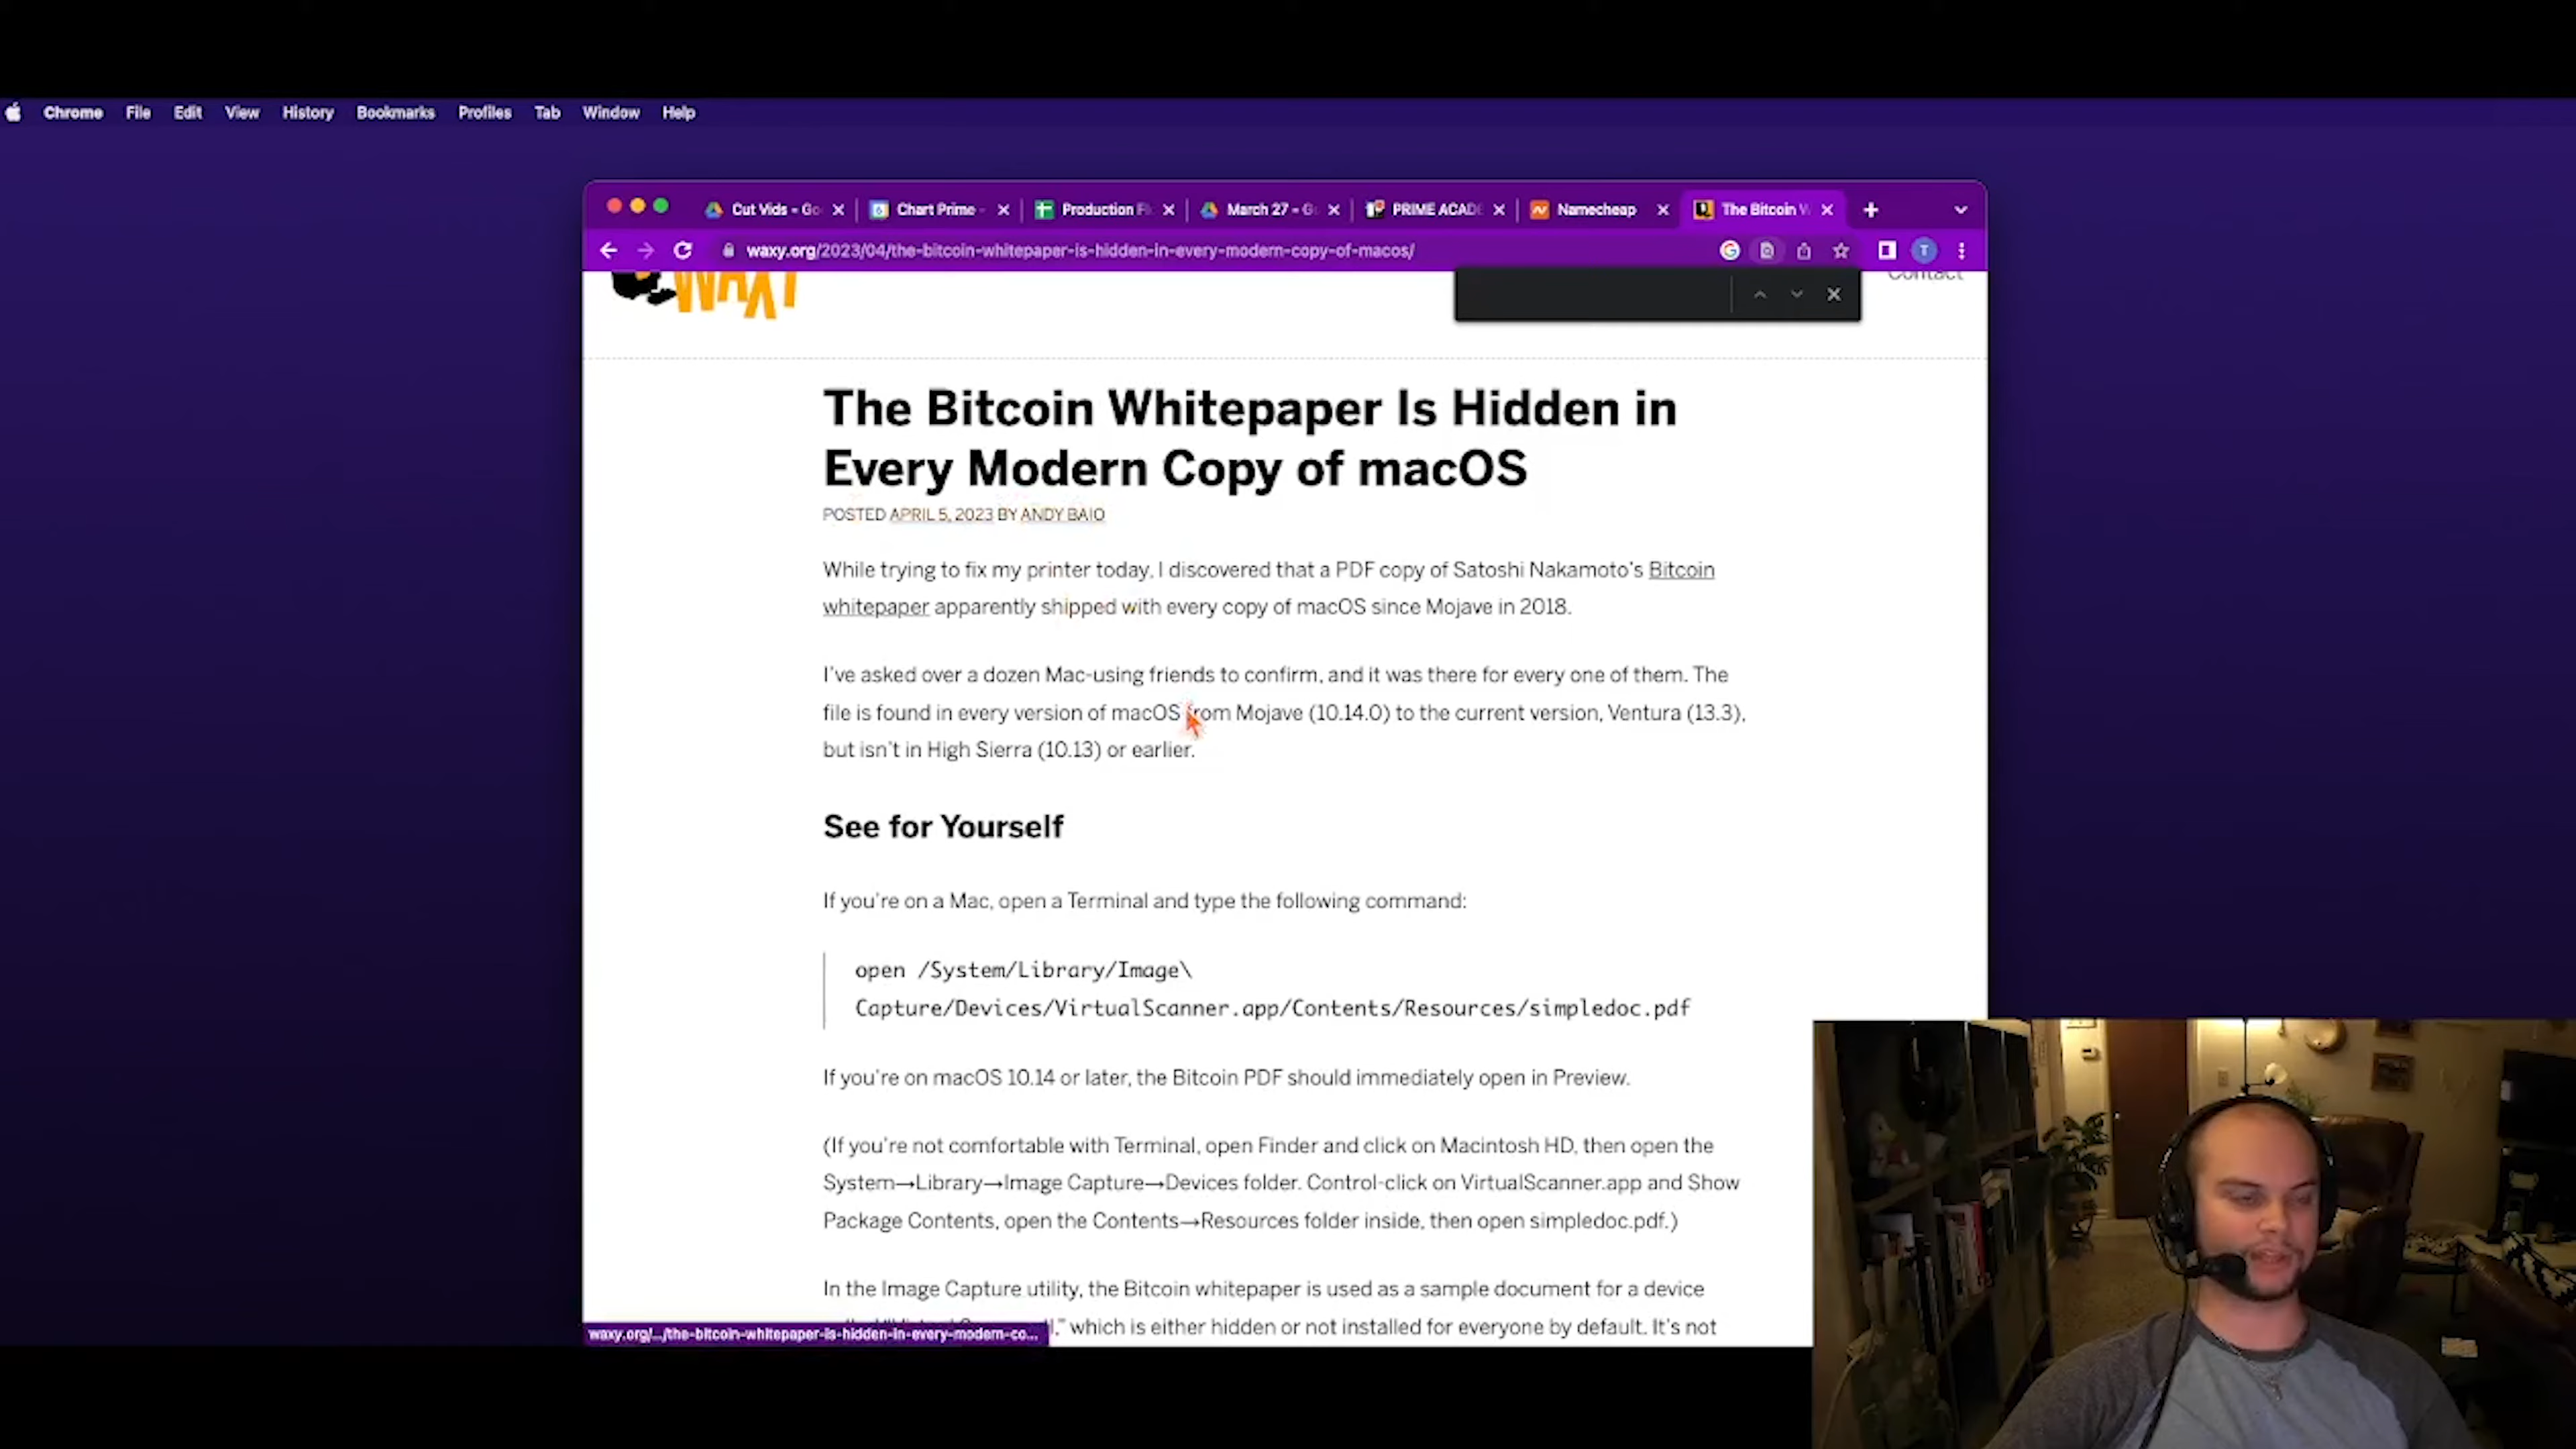 Chrome File Edit View History Bookmarks Profiles Tab Window Help
Cut Vids - Go Chart Prime - Production Fl March 27 - G PRIME ACADE Namecheap The Bitcoin W
waxy.org/2023/04/the-bitcoin-whitepaper-is-hidden-in-every-modern-copy-of-macos/
T
WAXY
Contact
The Bitcoin Whitepaper Is Hidden in
Every Modern Copy of macOS
POSTED APRIL 5, 2023 BY ANDY BAIO
While trying to fix my printer today, I discovered that a PDF copy of Satoshi Nakamoto's Bitcoin
whitepaper apparently shipped with every copy of macOS since Mojave in 2018.
I've asked over a dozen Mac-using friends to confirm, and it was there for every one of them. The
file is found in every version of macOS from Mojave (10.14.0) to the current version, Ventura (13.3),
but isn't in High Sierra (10.13) or earlier.
See for Yourself
If you're on a Mac, open a Terminal and type the following command:
open /System/Library/Image\
Capture/Devices/VirtualScanner.app/Contents/Resources/simpledoc.pdf
If you're on macOS 10.14 or later, the Bitcoin PDF should immediately open in Preview.
(If you're not comfortable with Terminal, open Finder and click on Macintosh HD, then open the
System→Library→Image Capture→Devices folder. Control-click on VirtualScanner.app and Show
Package Contents, open the Contents→Resources folder inside, then open simpledoc.pdf.)
In the Image Capture utility, the Bitcoin whitepaper is used as a sample document for a device
which is either hidden or not installed for everyone by default. It's not
waxy.org/.../the-bitcoin-whitepaper-is-hidden-in-every-modern-co...